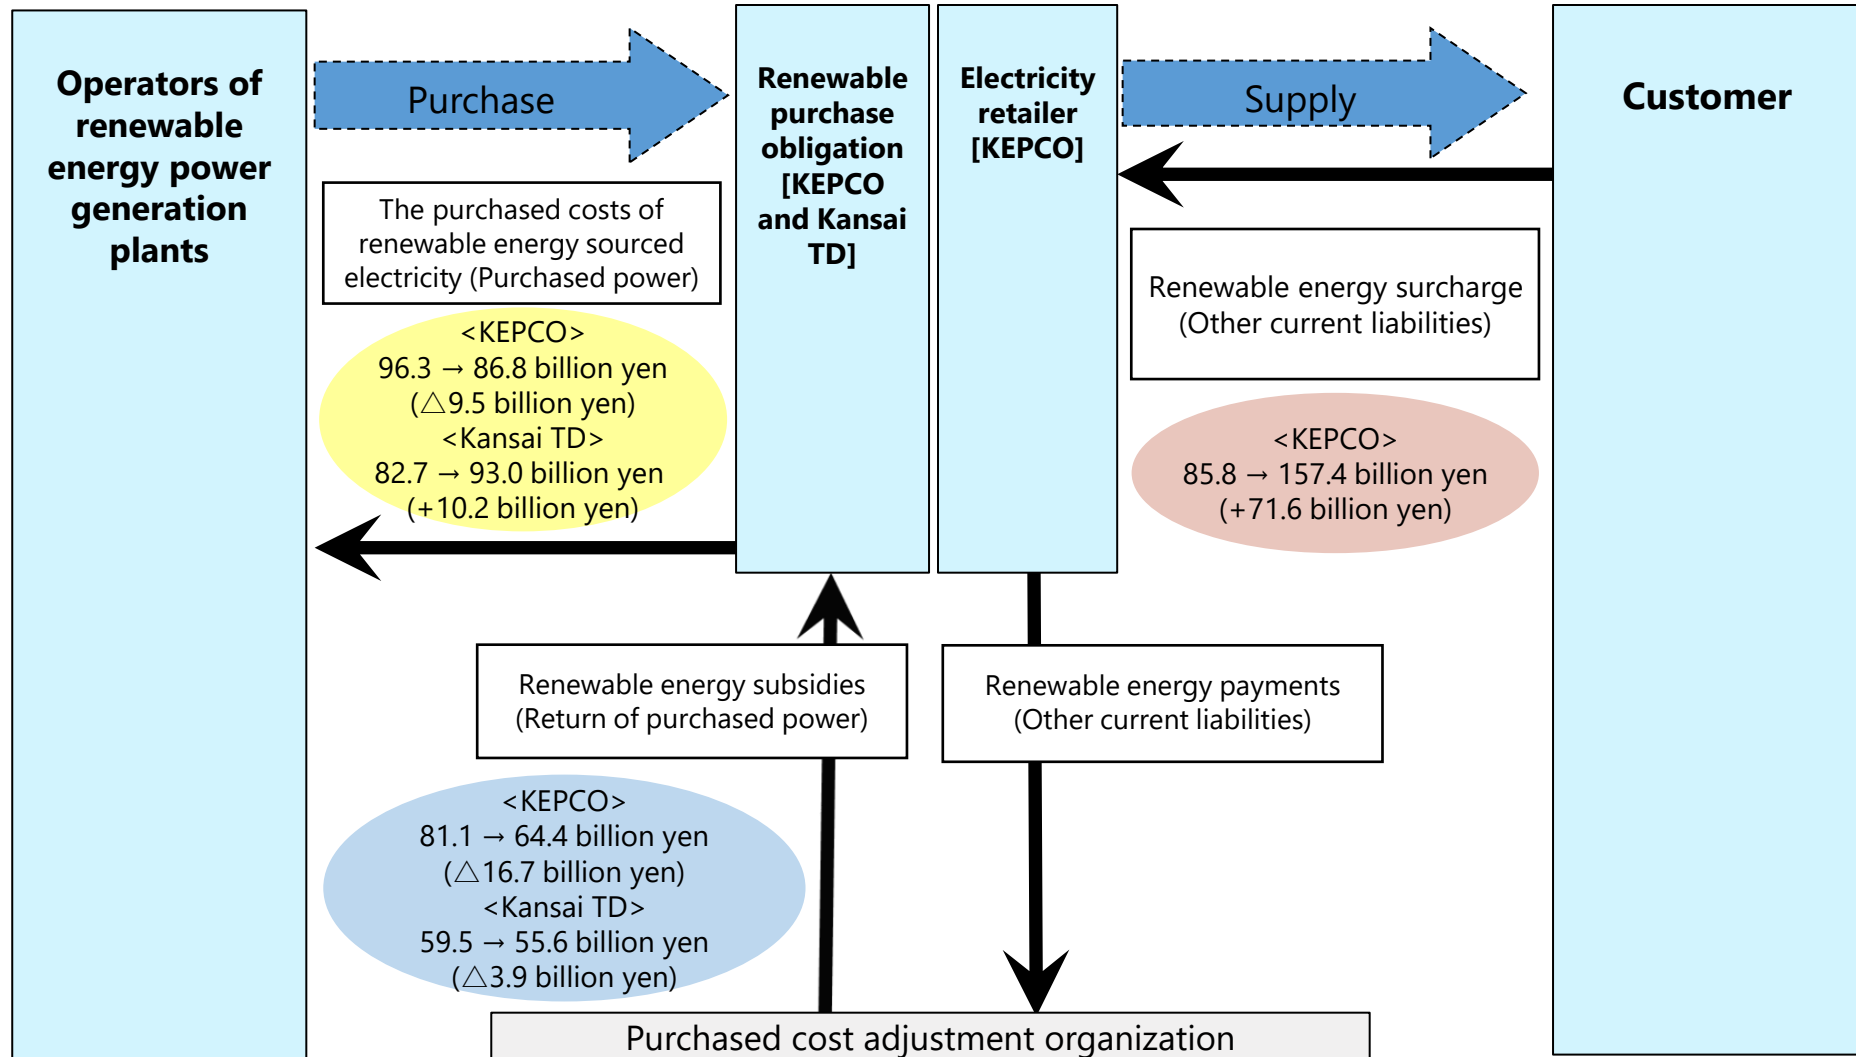 Operators of
renewable
energy power
generation
plants
Purchase
The purchased costs of
renewable energy sourced
electricity (Purchased power)
<KEPCO>
96.3 → 86.8 billion yen
(△9.5 billion yen)
<Kansai TD>
82.7 → 93.0 billion yen
(+10.2 billion yen)
Renewable
purchase
obligation
[KEPCO
and Kansai
TD]
Electricity
retailer
[KEPCO]
Supply
Customer
Renewable energy surcharge
(Other current liabilities)
<KEPCO>
85.8 → 157.4 billion yen
(+71.6 billion yen)
Renewable energy subsidies
(Return of purchased power)
Renewable energy payments
(Other current liabilities)
<KEPCO>
81.1 → 64.4 billion yen
(△16.7 billion yen)
<Kansai TD>
59.5 → 55.6 billion yen
(△3.9 billion yen)
Purchased cost adjustment organization